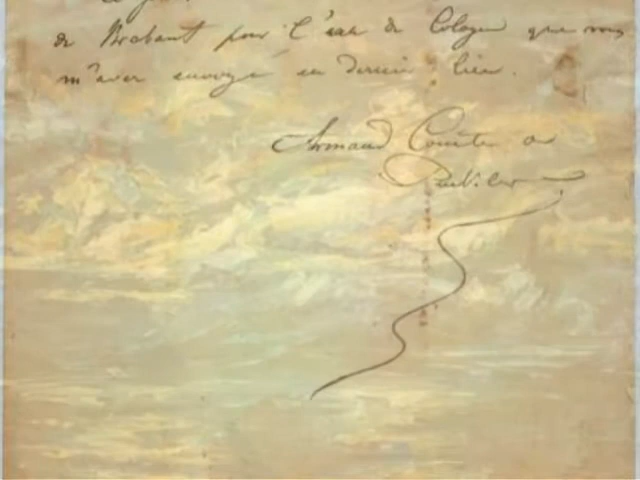 de Brabant pour l'eau de Cologne que vous
m'avez envoyé en dernier lieu.
Armand Comte de